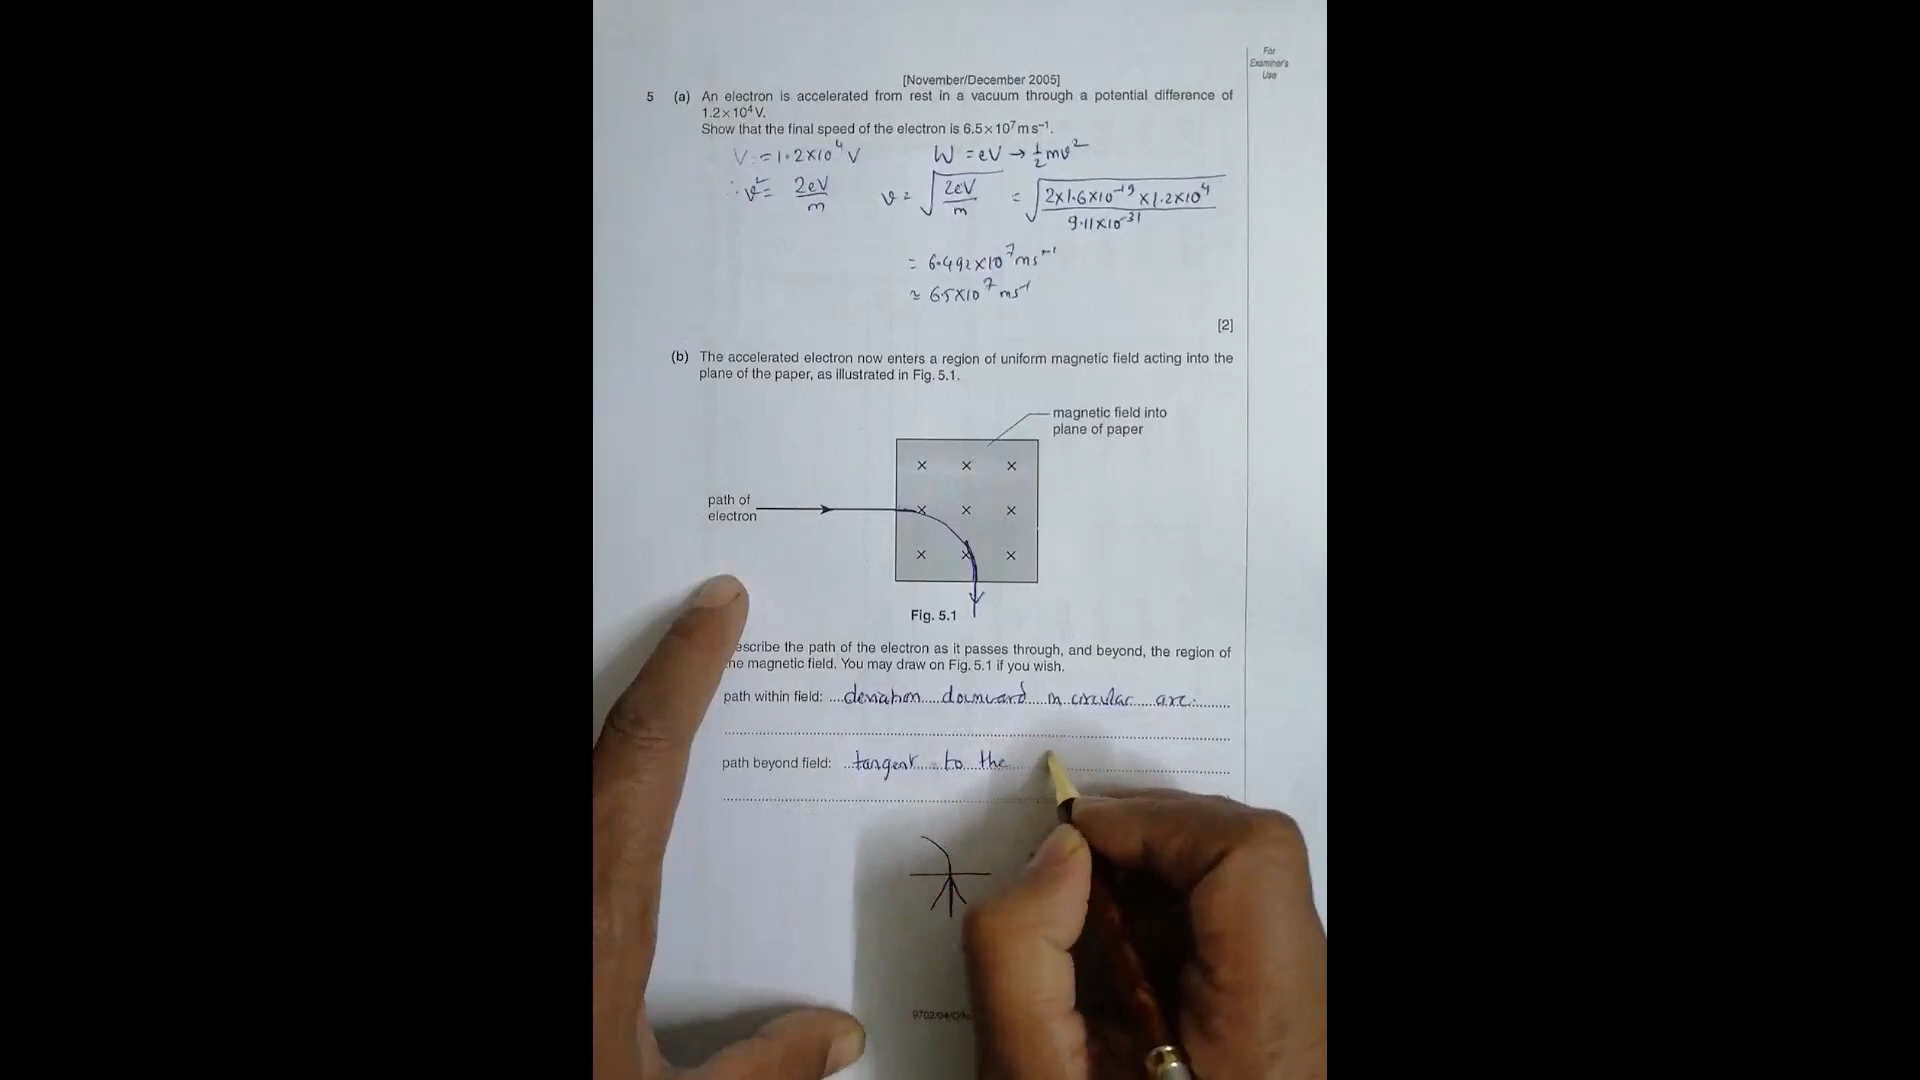 For
Examiner's
Use
[November/December 2005]
5 (a) An electron is accelerated from rest in a vacuum through a potential difference of
1.2×10⁴V.
Show that the final speed of the electron is 6.5×10⁷m s⁻¹.
V = 1.2×10⁴ V W = eV → ½mv²
∴ v² = 2eV/m v = √(2eV/m) = √(2×1.6×10⁻¹⁹×1.2×10⁴/9.11×10⁻³¹)
= 6.492×10⁷ms⁻¹
≈ 6.5×10⁷ms⁻¹
[2]
(b) The accelerated electron now enters a region of uniform magnetic field acting into the
plane of the paper, as illustrated in Fig. 5.1.
magnetic field into
plane of paper
× × ×
path of
electron
× × ×
× × ×
Fig. 5.1
escribe the path of the electron as it passes through, and beyond, the region of
he magnetic field. You may draw on Fig. 5.1 if you wish.
path within field: deviation downward in circular arc.
path beyond field: tangent to the
9702/04/O/N